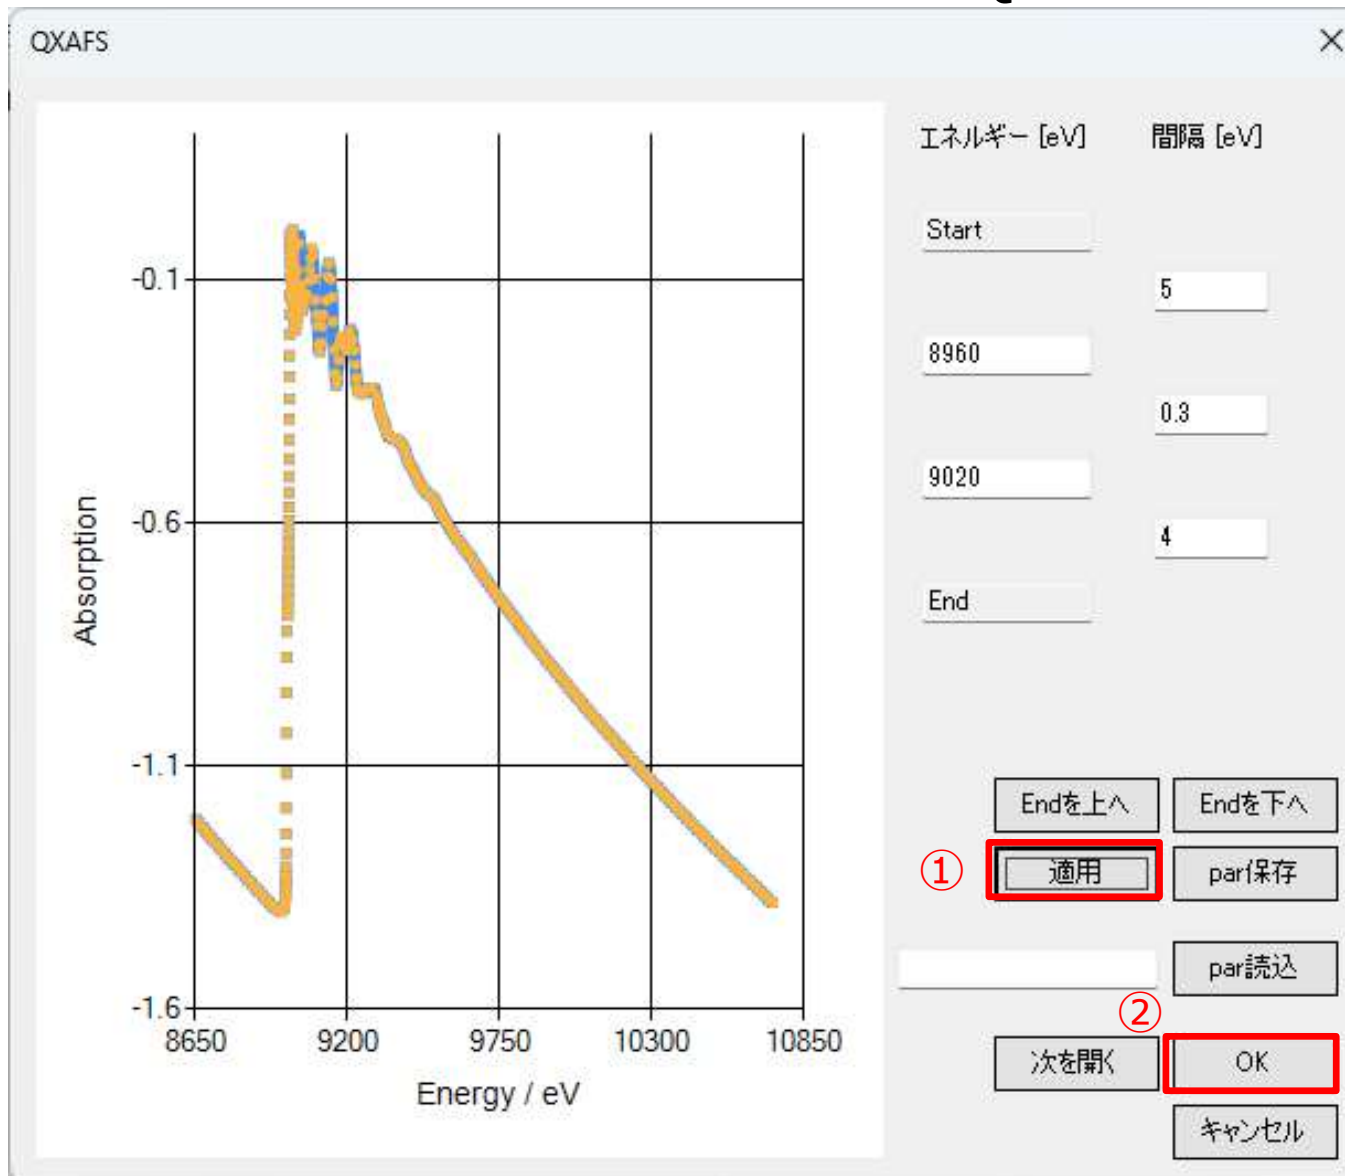 QXAFS
エネルギー [eV] 間隔 [eV]
Start
5
8960
0.3
9020
4
End
-0.1
-0.6
-1.1
-1.6
8650 9200 9750 10300 10850
Absorption
Energy / eV
Endを上へ Endを下へ
① 適用 par保存
par読込
②
次を開く OK
キャンセル